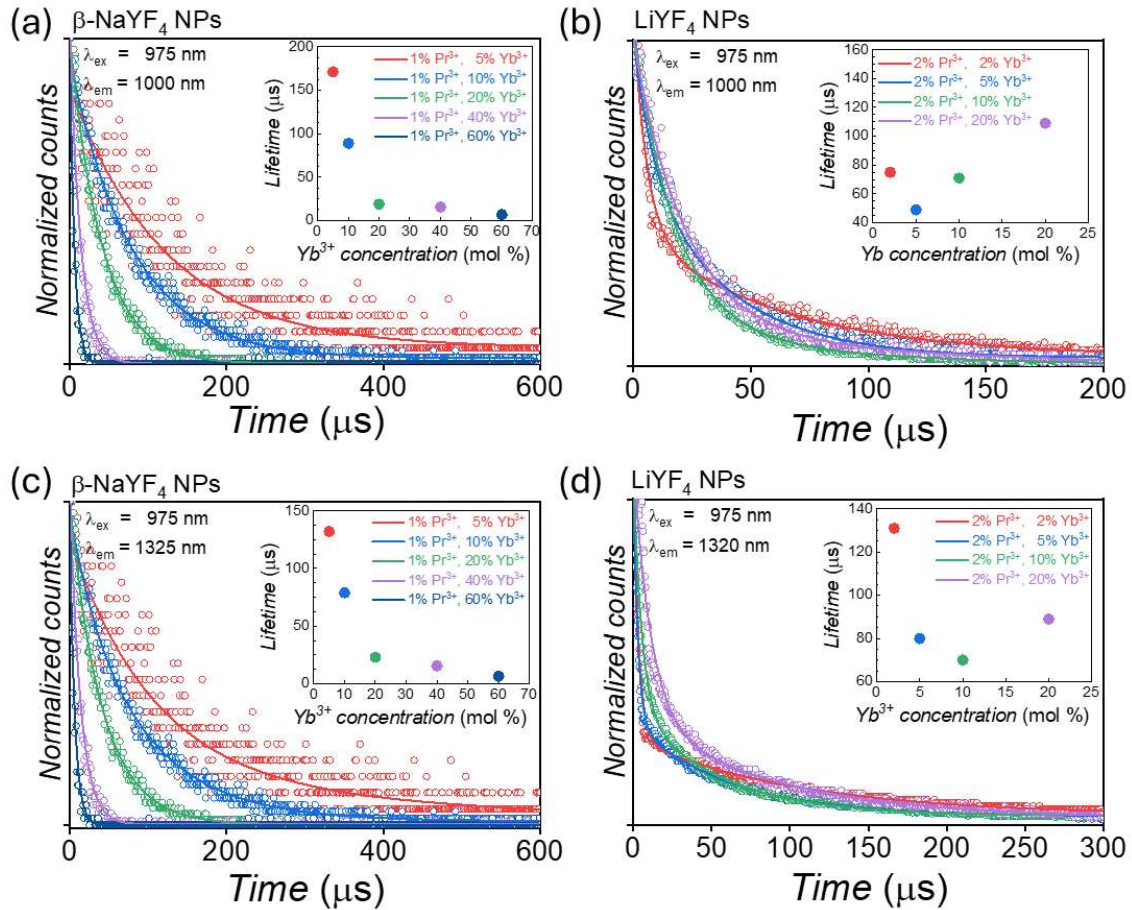 (a) β-NaYF₄ NPs
λex = 975 nm
λem = 1000 nm
1% Pr³⁺, 5% Yb³⁺
1% Pr³⁺, 10% Yb³⁺
1% Pr³⁺, 20% Yb³⁺
1% Pr³⁺, 40% Yb³⁺
1% Pr³⁺, 60% Yb³⁺
Lifetime (μs)
200
150
100
50
0
0 10 20 30 40 50 60 70
Yb³⁺ concentration (mol %)
Normalized counts
0 200 400 600
Time (μs)
(b) LiYF₄ NPs
λex = 975 nm
λem = 1000 nm
2% Pr³⁺, 2% Yb³⁺
2% Pr³⁺, 5% Yb³⁺
2% Pr³⁺, 10% Yb³⁺
2% Pr³⁺, 20% Yb³⁺
Lifetime (μs)
160
140
120
100
80
60
40
0 5 10 15 20 25
Yb concentration (mol %)
Normalized counts
0 50 100 150 200
Time (μs)
(c) β-NaYF₄ NPs
λex = 975 nm
λem = 1325 nm
1% Pr³⁺, 5% Yb³⁺
1% Pr³⁺, 10% Yb³⁺
1% Pr³⁺, 20% Yb³⁺
1% Pr³⁺, 40% Yb³⁺
1% Pr³⁺, 60% Yb³⁺
Lifetime (μs)
150
100
50
0
0 10 20 30 40 50 60 70
Yb³⁺ concentration (mol %)
Normalized counts
0 200 400 600
Time (μs)
(d) LiYF₄ NPs
λex = 975 nm
λem = 1320 nm
2% Pr³⁺, 2% Yb³⁺
2% Pr³⁺, 5% Yb³⁺
2% Pr³⁺, 10% Yb³⁺
2% Pr³⁺, 20% Yb³⁺
Lifetime (μs)
140
120
100
80
60
0 5 10 15 20 25
Yb³⁺ concentration (mol %)
Normalized counts
0 50 100 150 200 250 300
Time (μs)